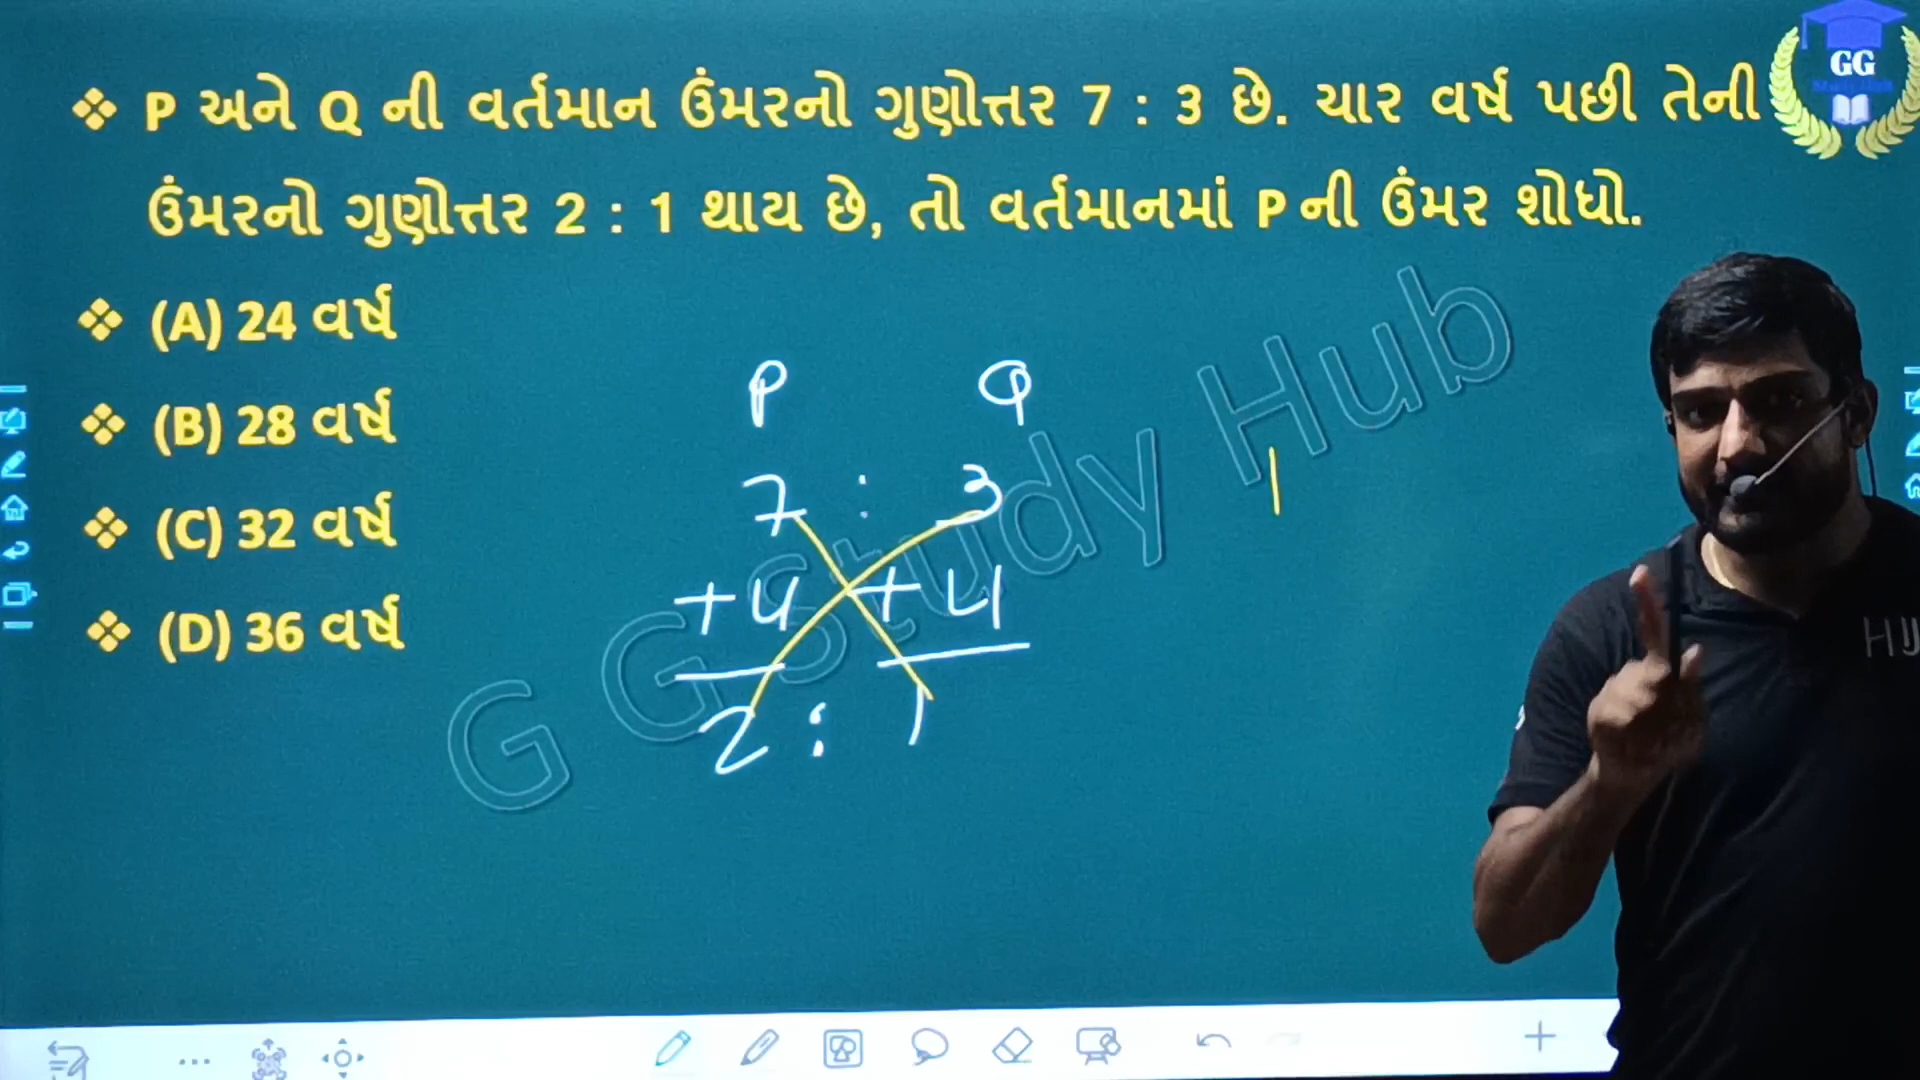 ❖ P અને Q ની વર્તમાન ઉંમરનો ગુણોત્તર 7 : 3 છે. ચાર વર્ષ પછી તેની
ઉંમરનો ગુણોત્તર 2 : 1 થાય છે, તો વર્તમાનમાં P ની ઉંમર શોધો.
❖ (A) 24 વર્ષ
❖ (B) 28 વર્ષ
❖ (C) 32 વર્ષ
❖ (D) 36 વર્ષ
P Q
7 : 3
+4 +4
2 : 1
1
G G Study Hub
GG